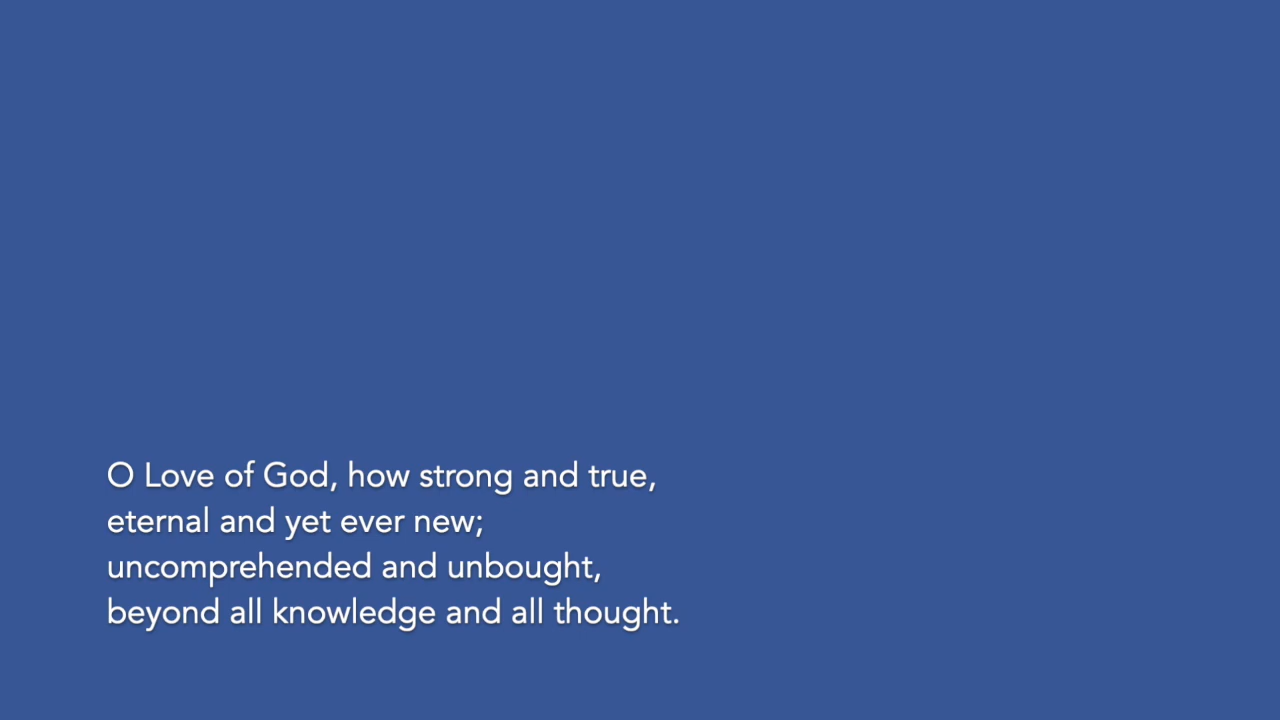 O Love of God, how strong and true,
eternal and yet ever new;
uncomprehended and unbought,
beyond all knowledge and all thought.